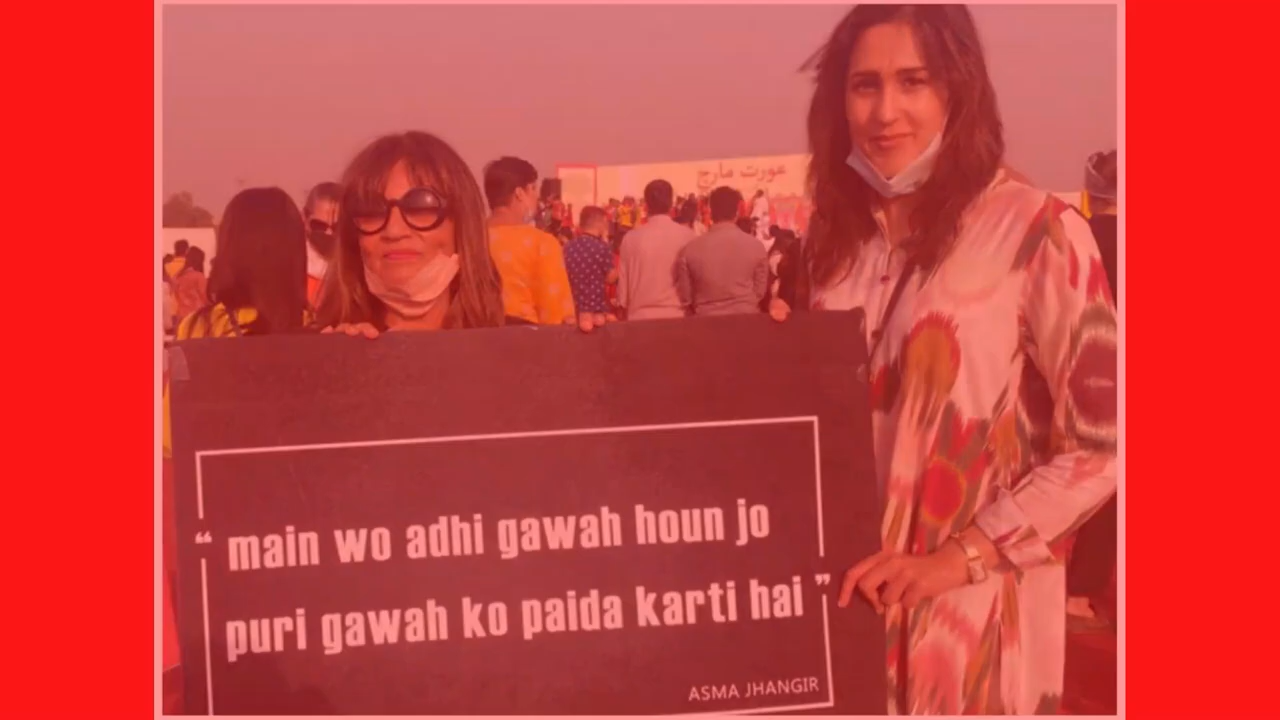 عورت مارچ
“ main wo adhi gawah houn jo
puri gawah ko paida karti hai ”
ASMA JHANGIR